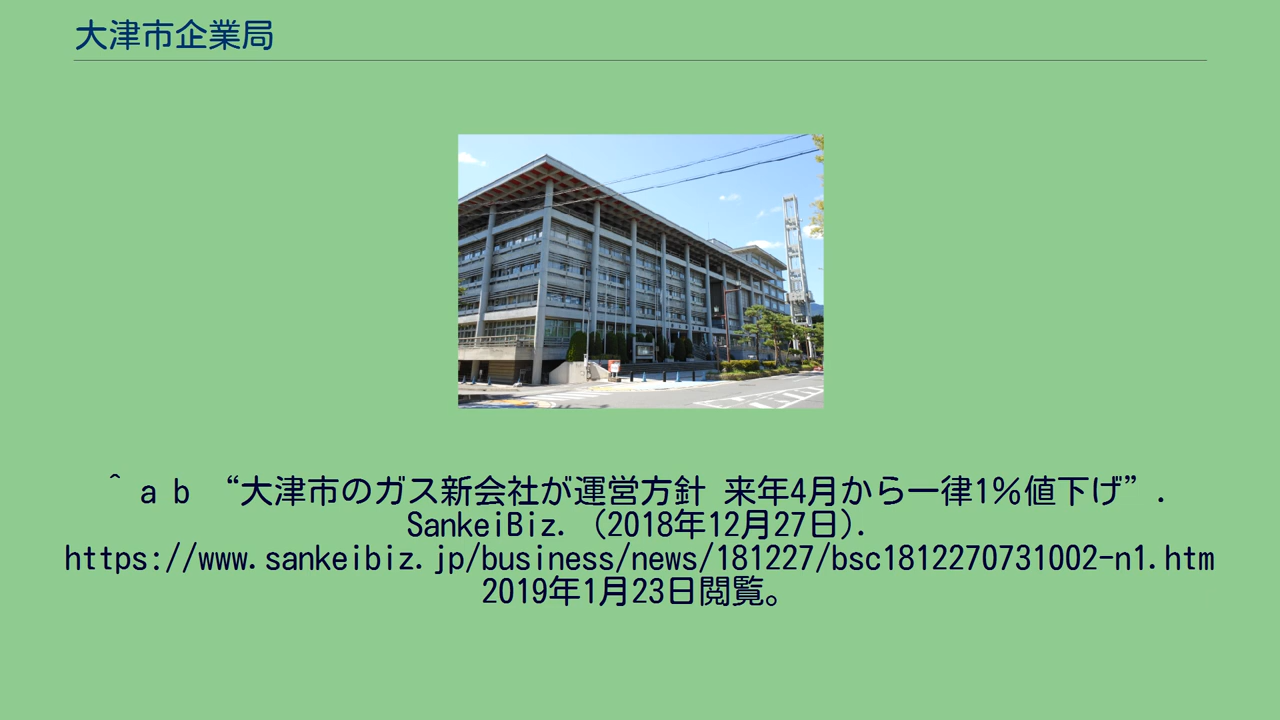 大津市企業局
^ a b “大津市のガス新会社が運営方針 来年4月から一律1％値下げ”.
SankeiBiz. (2018年12月27日).
https://www.sankeibiz.jp/business/news/181227/bsc1812270731002-n1.htm
2019年1月23日閲覧。